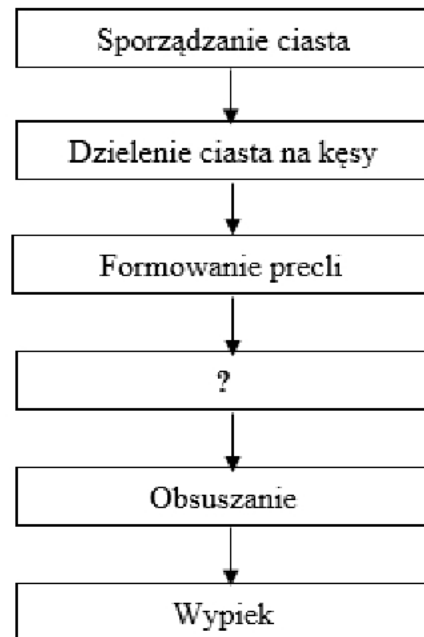 Sporządzanie ciasta
Dzielenie ciasta na kęsy
Formowanie precli
?
Obsuszanie
Wypiek